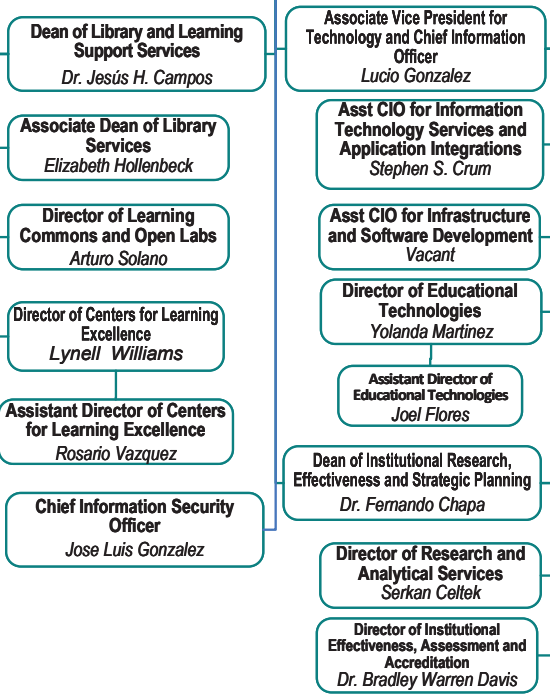 Dean of Library and Learning
Support Services
Dr. Jesús H. Campos
Associate Dean of Library
Services
Elizabeth Hollenbeck
Director of Learning
Commons and Open Labs
Arturo Solano
Director of Centers for Learning
Excellence
Lynell Williams
Assistant Director of Centers
for Learning Excellence
Rosario Vazquez
Chief Information Security
Officer
Jose Luis Gonzalez
Associate Vice President for
Technology and Chief Information
Officer
Lucio Gonzalez
Asst CIO for Information
Technology Services and
Application Integrations
Stephen S. Crum
Asst CIO for Infrastructure
and Software Development
Vacant
Director of Educational
Technologies
Yolanda Martinez
Assistant Director of
Educational Technologies
Joel Flores
Dean of Institutional Research,
Effectiveness and Strategic Planning
Dr. Fernando Chapa
Director of Research and
Analytical Services
Serkan Celtek
Director of Institutional
Effectiveness, Assessment and
Accreditation
Dr. Bradley Warren Davis